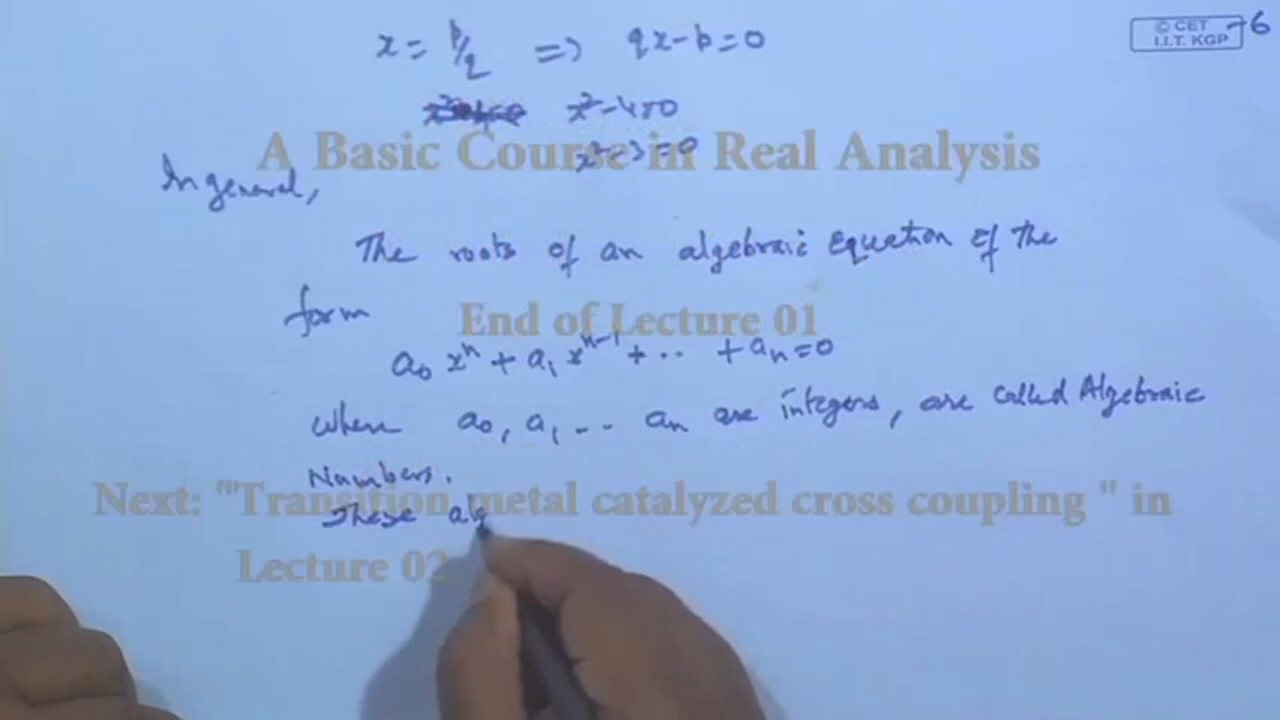 x = p/q => qx-p=0
© CET
I.I.T. KGP
-6
x²-4=0
x²-3=0
A Basic Course in Real Analysis
In general,
The roots of an algebraic Equation of the
form
End of Lecture 01
a₀ xⁿ + a₁ xⁿ⁻¹ + .. + aₙ = 0
where a₀, a₁ -.. aₙ are integers, are called Algebraic
Numbers.
Next: "Transition metal catalyzed cross coupling " in
These alg
Lecture 02